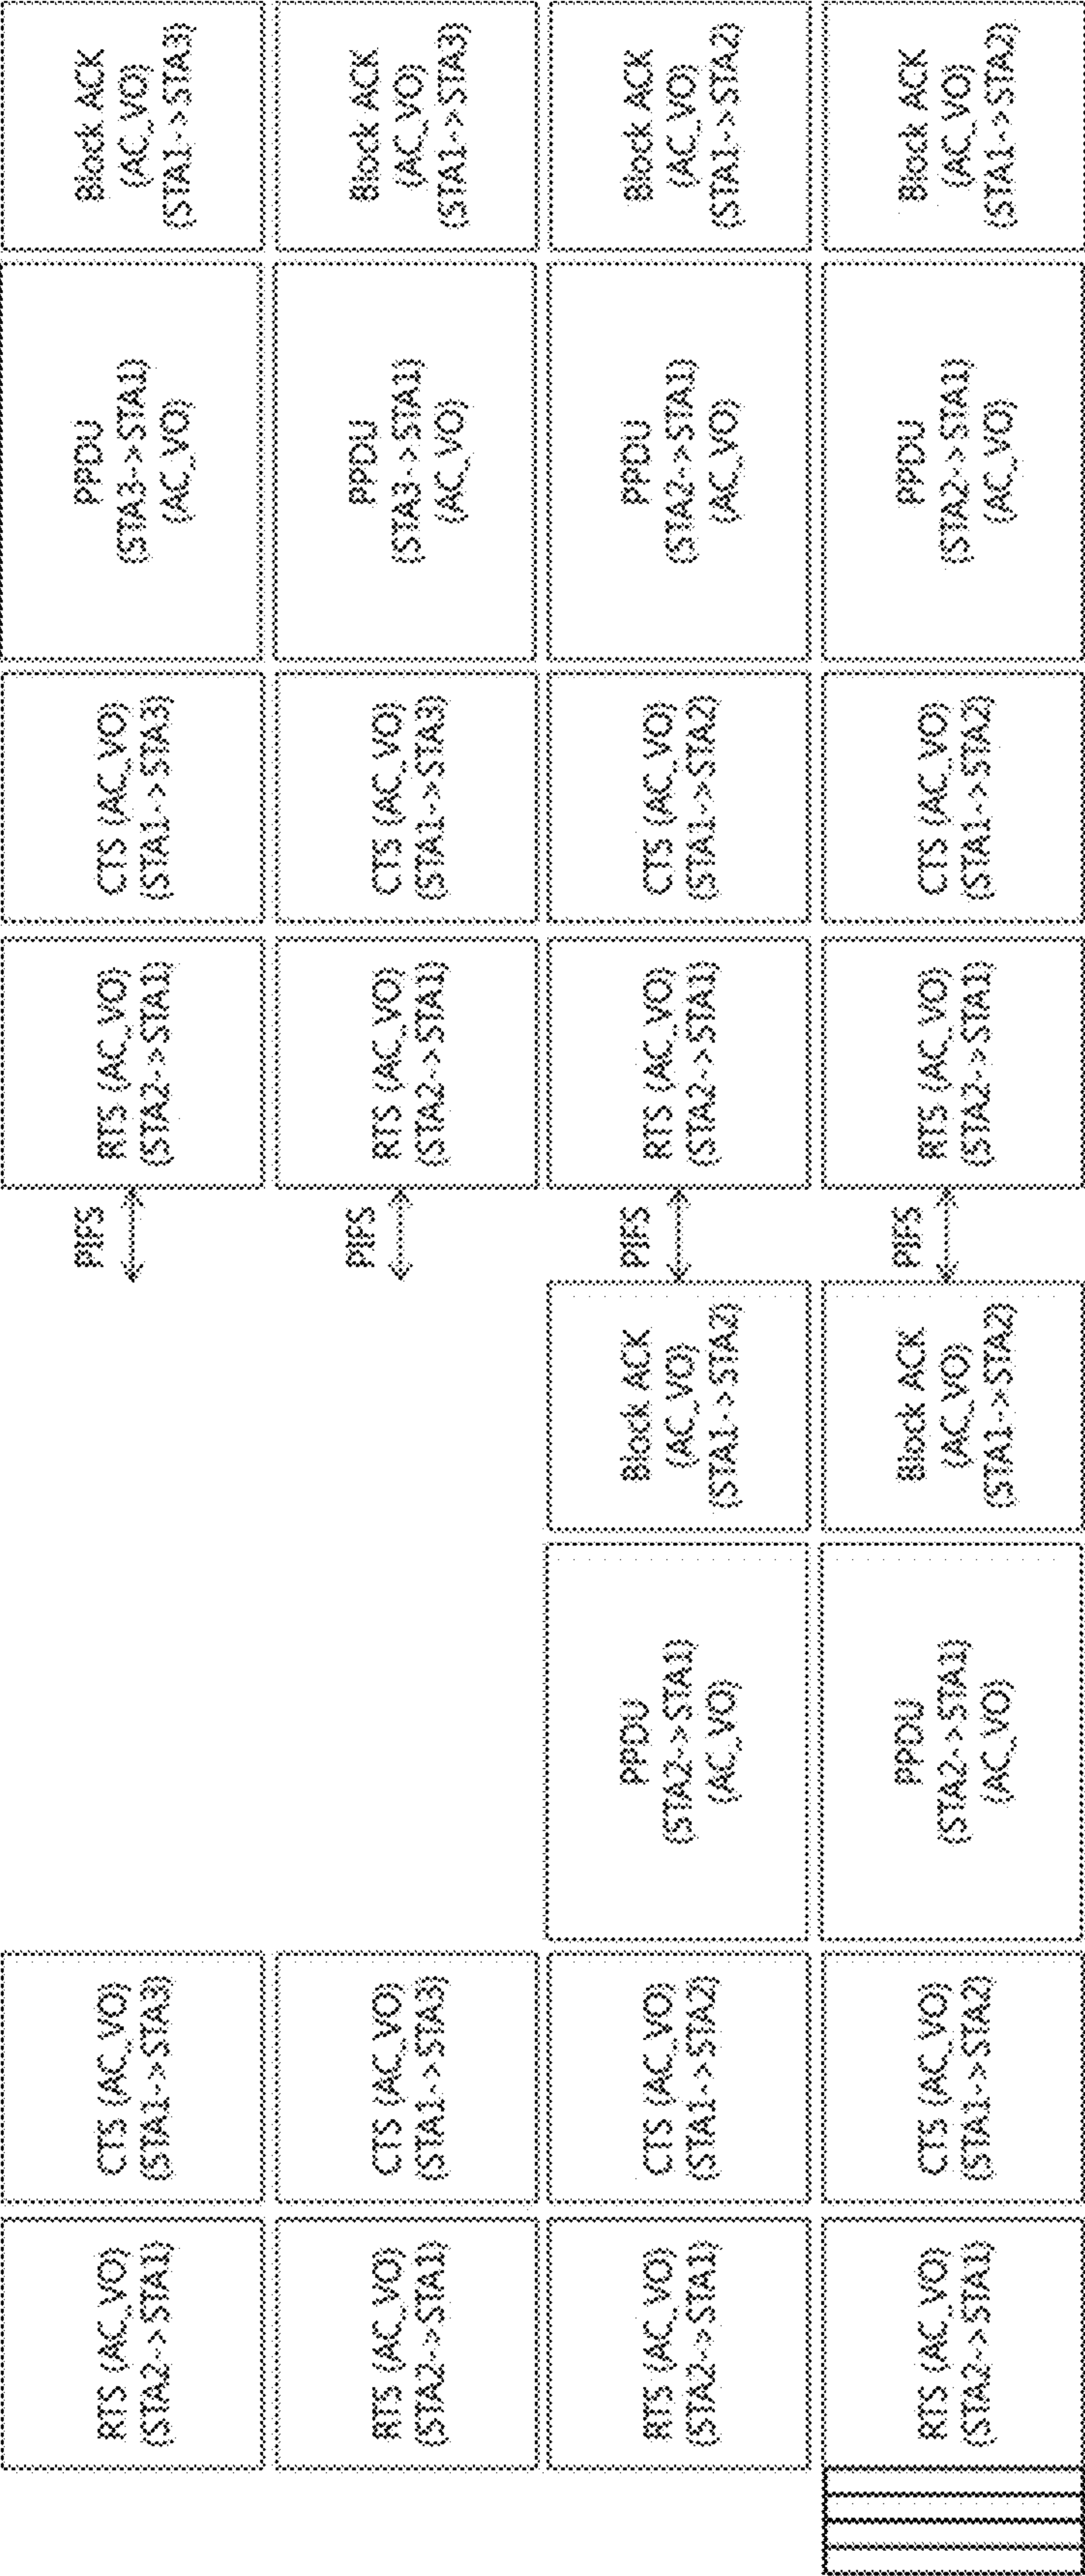 RTS (AC_VO)
(STA2->STA1)
CTS (AC_VO)
(STA1->STA3)
PIFS
RTS (AC_VO)
(STA2->STA1)
CTS (AC_VO)
(STA1->STA3)
PPDU
(STA3->STA1)
(AC_VO)
Block ACK
(AC_VO)
(STA1->STA3)
RTS (AC_VO)
(STA2->STA1)
CTS (AC_VO)
(STA1->STA3)
PIFS
RTS (AC_VO)
(STA2->STA1)
CTS (AC_VO)
(STA1->STA3)
PPDU
(STA3->STA1)
(AC_VO)
Block ACK
(AC_VO)
(STA1->STA3)
RTS (AC_VO)
(STA2->STA1)
CTS (AC_VO)
(STA1->STA2)
PPDU
(STA2->STA1)
(AC_VO)
Block ACK
(AC_VO)
(STA1->STA2)
PIFS
RTS (AC_VO)
(STA2->STA1)
CTS (AC_VO)
(STA1->STA2)
PPDU
(STA2->STA1)
(AC_VO)
Block ACK
(AC_VO)
(STA1->STA2)
RTS (AC_VO)
(STA2->STA1)
CTS (AC_VO)
(STA1->STA2)
PPDU
(STA2->STA1)
(AC_VO)
Block ACK
(AC_VO)
(STA1->STA2)
PIFS
RTS (AC_VO)
(STA2->STA1)
CTS (AC_VO)
(STA1->STA2)
PPDU
(STA2->STA1)
(AC_VO)
Block ACK
(AC_VO)
(STA1->STA2)